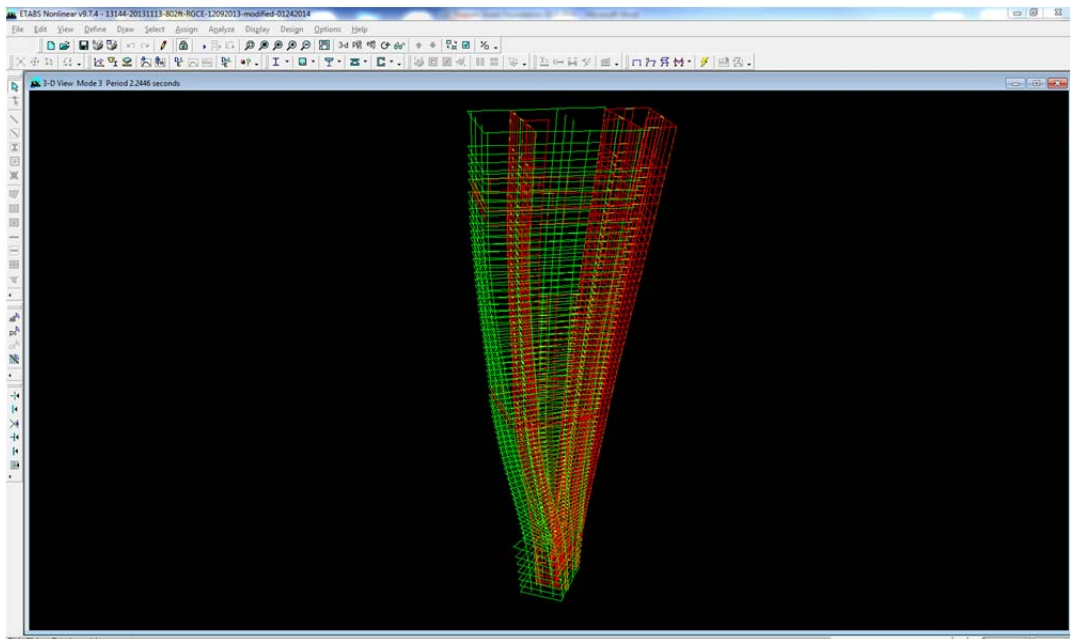 ETABS Nonlinear v9.7.4 - 13144-20131113-802ft-RGCE-12092013-modified-01242014
File Edit View Define Draw Select Assign Analyze Display Design Options Help
3-d
3-D View Mode 3 Period 2.2446 seconds